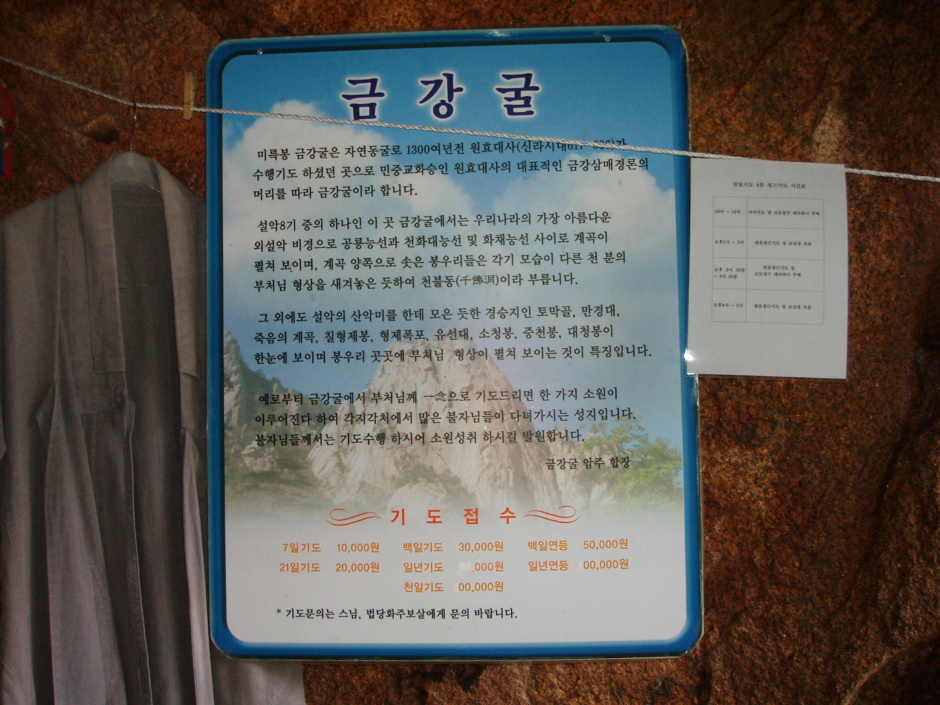 금강굴
미륵봉 금강굴은 자연동굴로 1300여년전 원효대사(신라시대
수행기도 하셨던 곳으로 민중교화승인 원효대사의 대표적인 금강삼매경론의
머리를 따라 금강굴이라 합니다.
설악8기 중의 하나인 이 곳 금강굴에서는 우리나라의 가장 아름다운
외설악 비경으로 공룡능선과 천화대능선 및 화채능선 사이로 계곡이
펼쳐 보이며, 계곡 양쪽으로 솟은 봉우리들은 각기 모습이 다른 천 분의
부처님 형상을 새겨놓은 듯하여 천불동(千佛洞)이라 부릅니다.
그 외에도 설악의 산악미를 한데 모은 듯한 경승지인 토막골, 만경대,
죽음의 계곡, 칠형제봉, 형제폭포, 유선대, 소청봉, 중천봉, 대청봉이
한눈에 보이며 봉우리 곳곳에 부처님 형상이 펼쳐 보이는 것이 특징입니다.
예로부터 금강굴에서 부처님께 一念으로 기도드리면 한 가지 소원이
이루어진다 하여 각지각처에서 많은 불자님들이 다녀가시는 성지입니다.
불자님들께서는 기도수행 하시어 소원성취 하시길 발원합니다.
금강굴 암주 합장
기도접수
7일기도 10,000원 백일기도 30,000원 백일연등 50,000원
21일기도 20,000원 일년기도 ,000원 일년연등 00,000원
천일기도 00,000원
* 기도문의는 스님, 법당화주보살에게 문의 바랍니다.